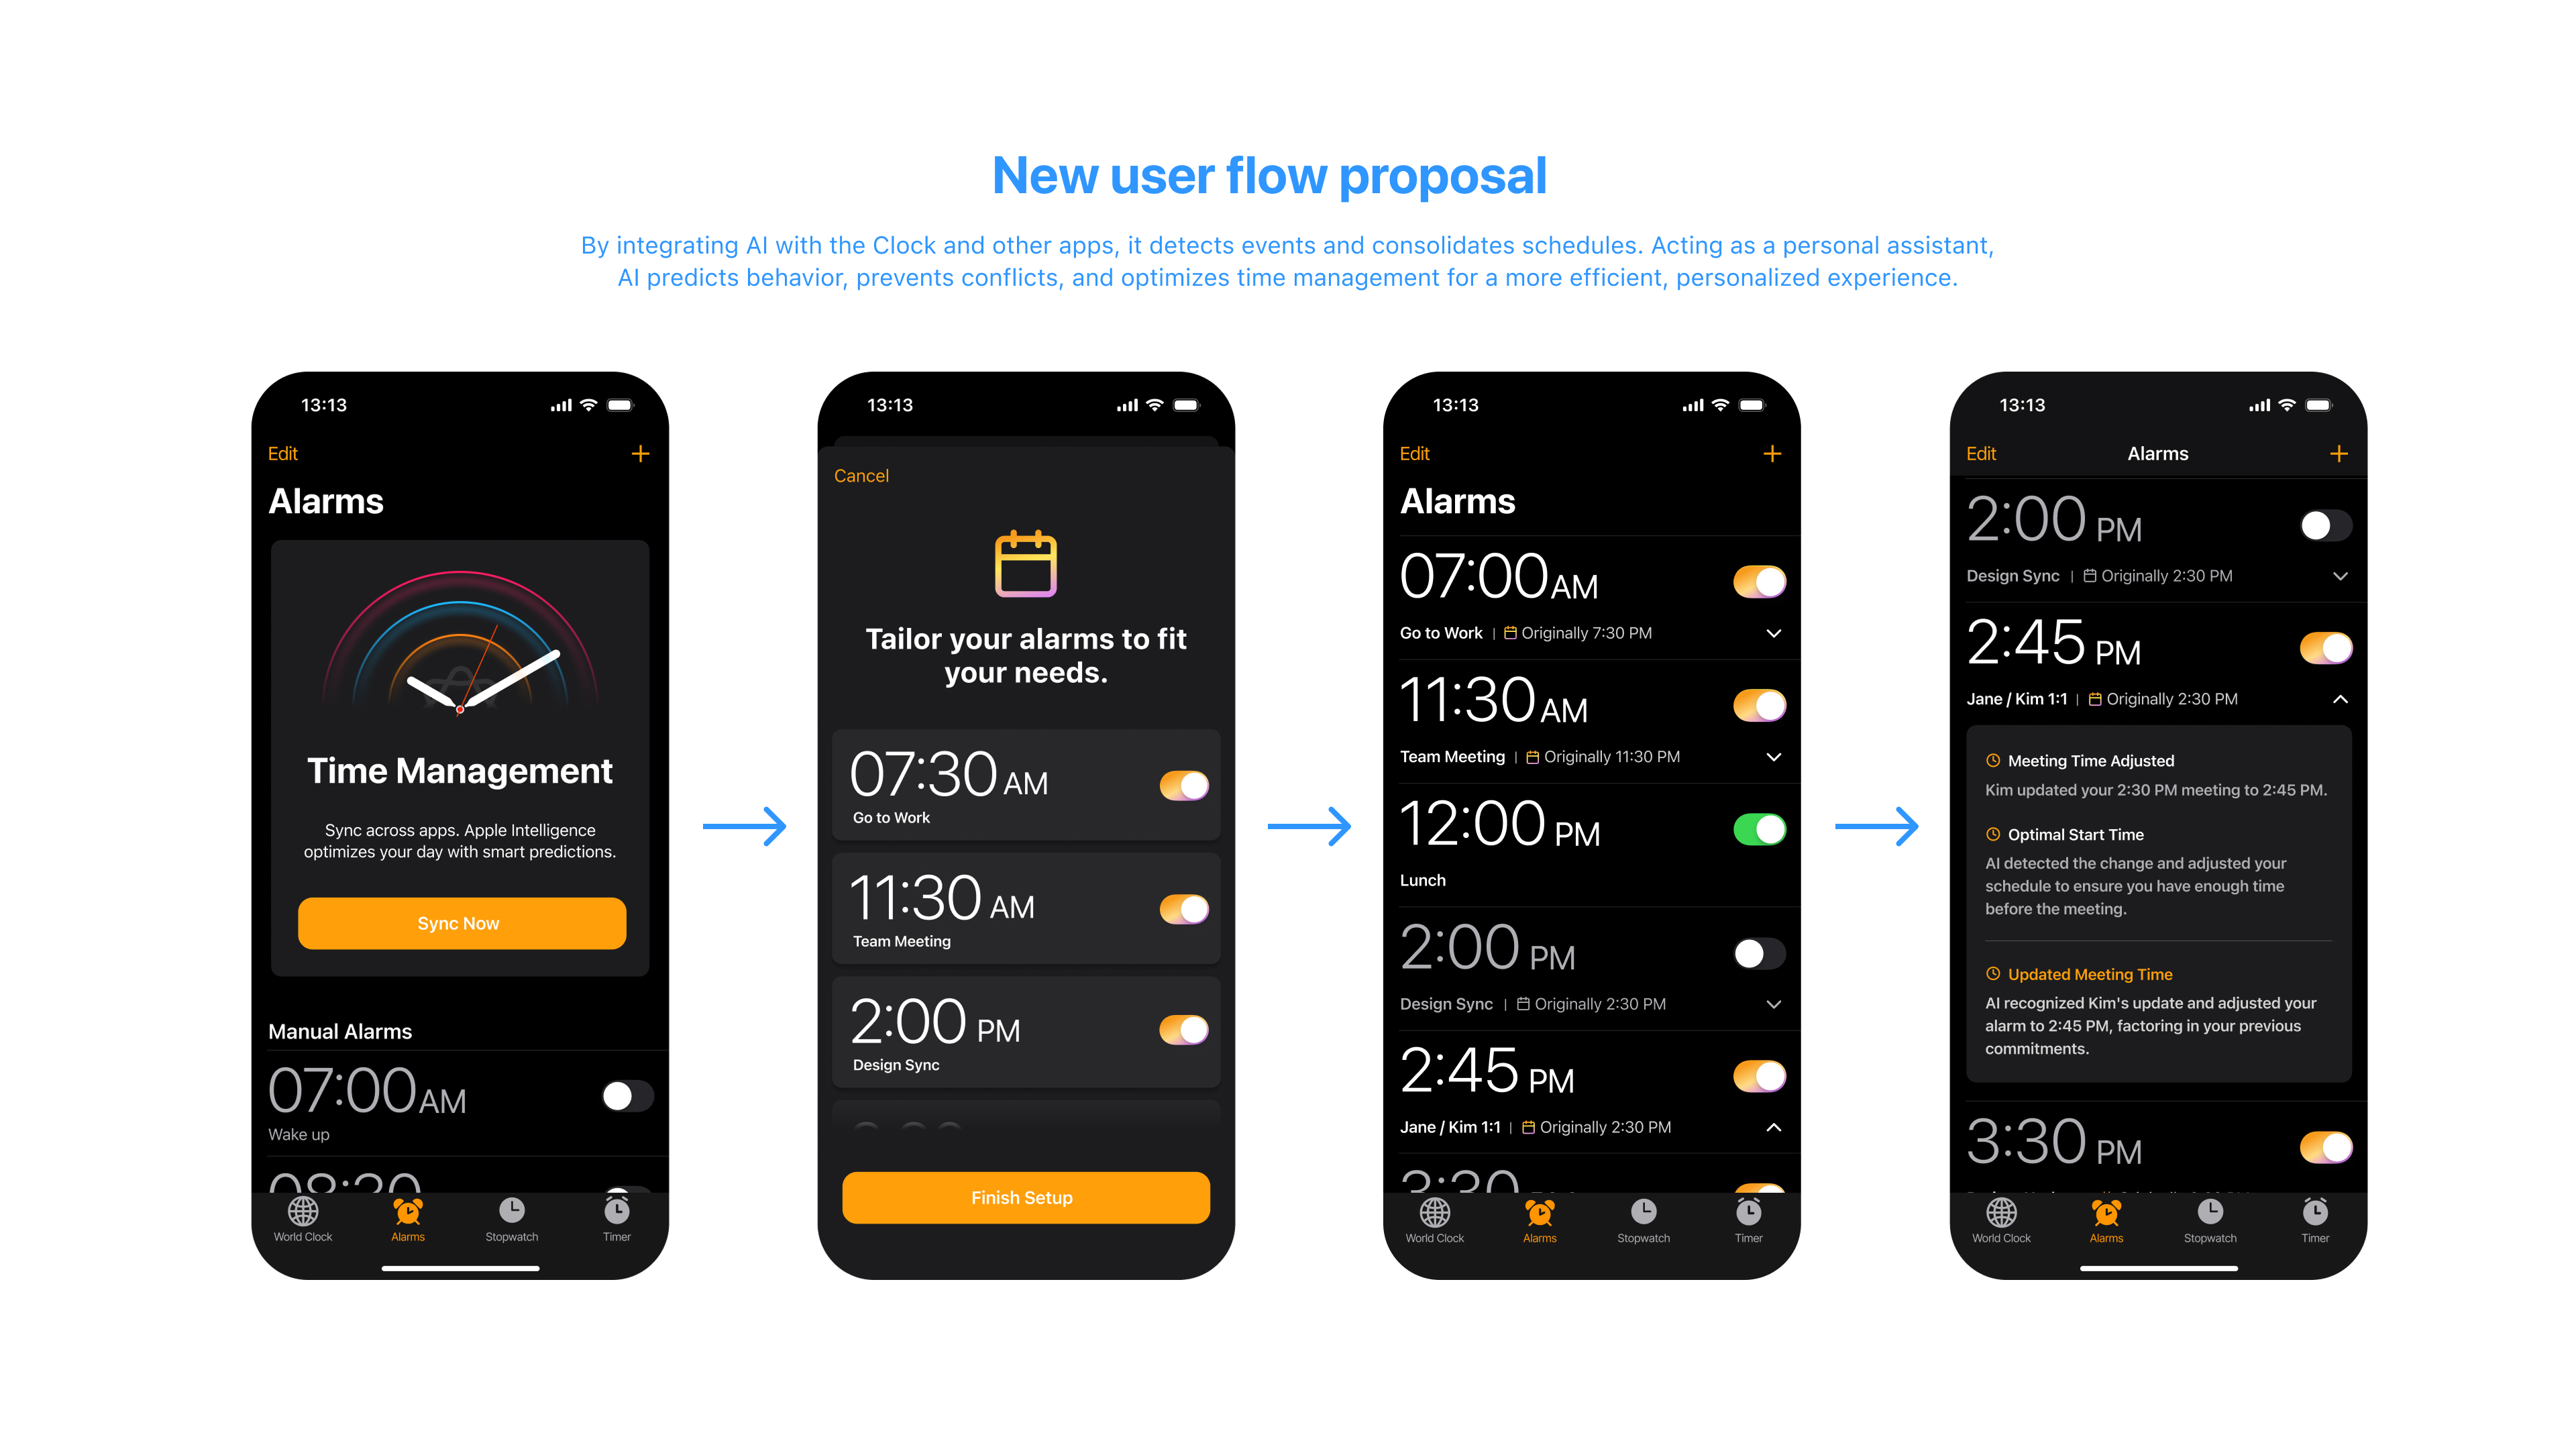 New user flow proposal
By integrating AI with the Clock and other apps, it detects events and consolidates schedules. Acting as a personal assistant,
AI predicts behavior, prevents conflicts, and optimizes time management for a more efficient, personalized experience.
13:13
Edit
+
Alarms
Time Management
Sync across apps. Apple Intelligence
optimizes your day with smart predictions.
Sync Now
Manual Alarms
07:00 AM
Wake up
08:30
World Clock
Alarms
Stopwatch
Timer
13:13
Cancel
Tailor your alarms to fit
your needs.
07:30 AM
Go to Work
11:30 AM
Team Meeting
2:00 PM
Design Sync
Finish Setup
13:13
Edit
+
Alarms
07:00 AM
Go to Work | Originally 7:30 PM
11:30 AM
Team Meeting | Originally 11:30 PM
12:00 PM
Lunch
2:00 PM
Design Sync | Originally 2:30 PM
2:45 PM
Jane / Kim 1:1 | Originally 2:30 PM
3:30
World Clock
Alarms
Stopwatch
Timer
13:13
Edit
Alarms
+
2:00 PM
Design Sync | Originally 2:30 PM
2:45 PM
Jane / Kim 1:1 | Originally 2:30 PM
Meeting Time Adjusted
Kim updated your 2:30 PM meeting to 2:45 PM.
Optimal Start Time
AI detected the change and adjusted your
schedule to ensure you have enough time
before the meeting.
Updated Meeting Time
AI recognized Kim's update and adjusted your
alarm to 2:45 PM, factoring in your previous
commitments.
3:30 PM
World Clock
Alarms
Stopwatch
Timer